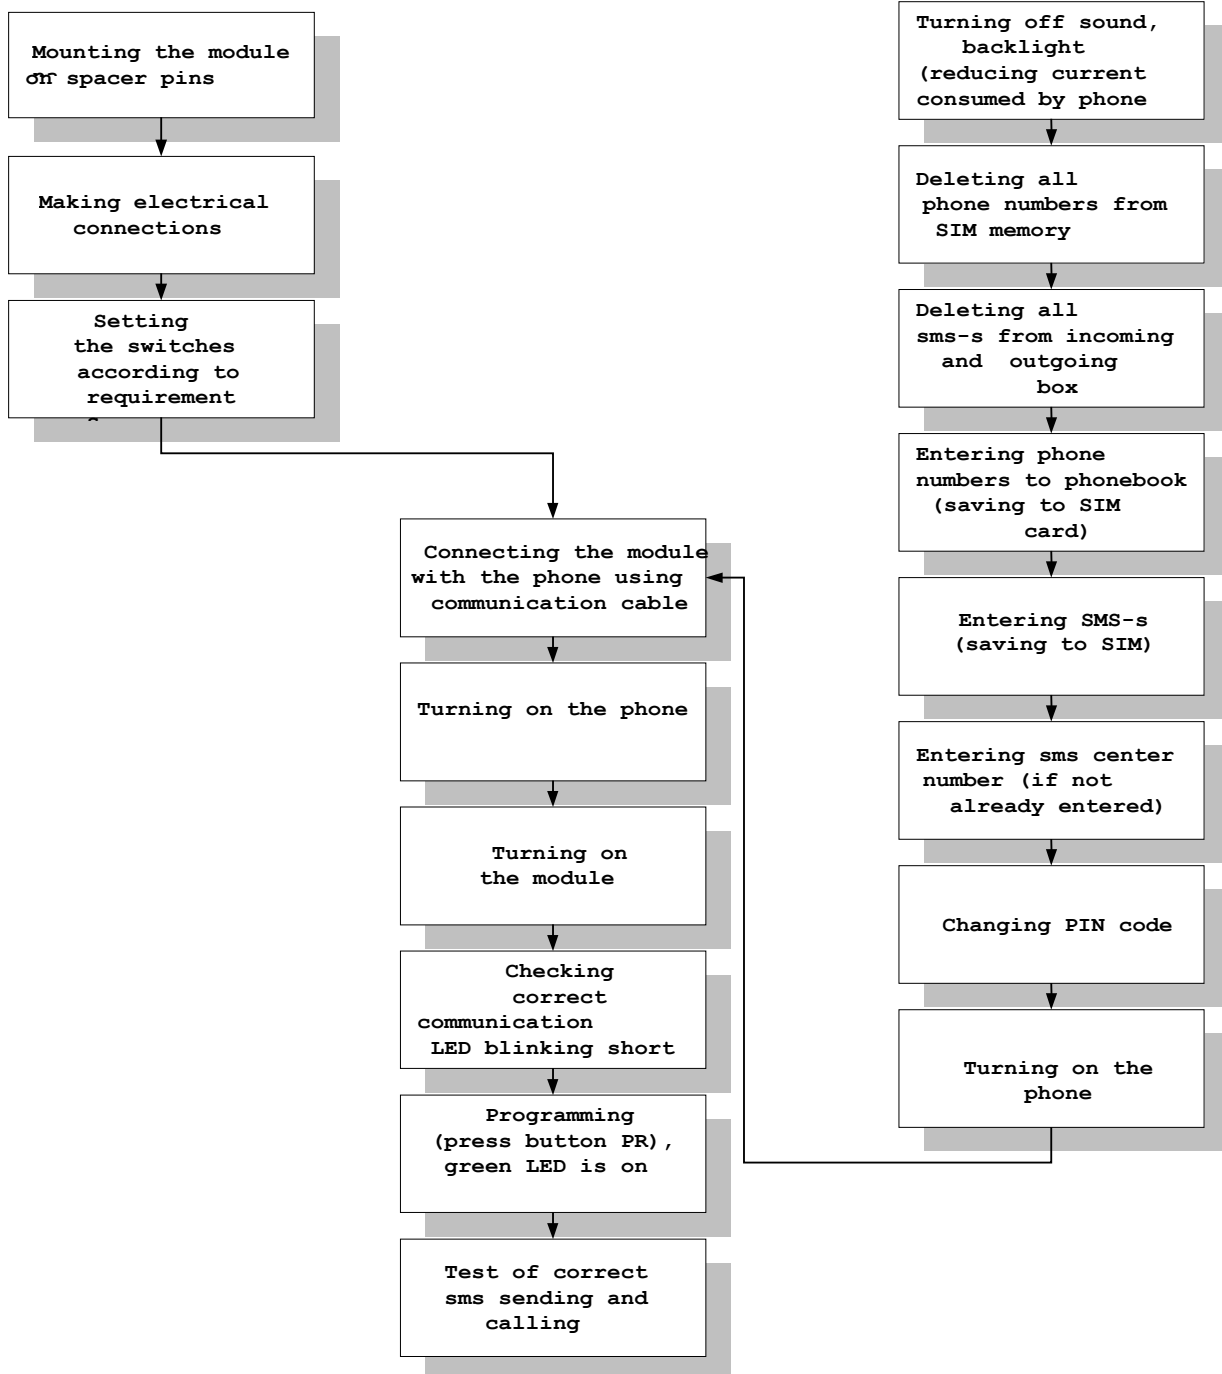 Mounting the module
on spacer pins
Making electrical
connections
Setting
the switches
according to
requirement
Connecting the module
with the phone using
communication cable
Turning on the phone
Turning on
the module
Checking
correct
communication
LED blinking short
Programming
(press button PR),
green LED is on
Test of correct
sms sending and
calling
Turning off sound,
backlight
(reducing current
consumed by phone
Deleting all
phone numbers from
SIM memory
Deleting all
sms-s from incoming
and outgoing
box
Entering phone
numbers to phonebook
(saving to SIM
card)
Entering SMS-s
(saving to SIM)
Entering sms center
number (if not
already entered)
Changing PIN code
Turning on the
phone